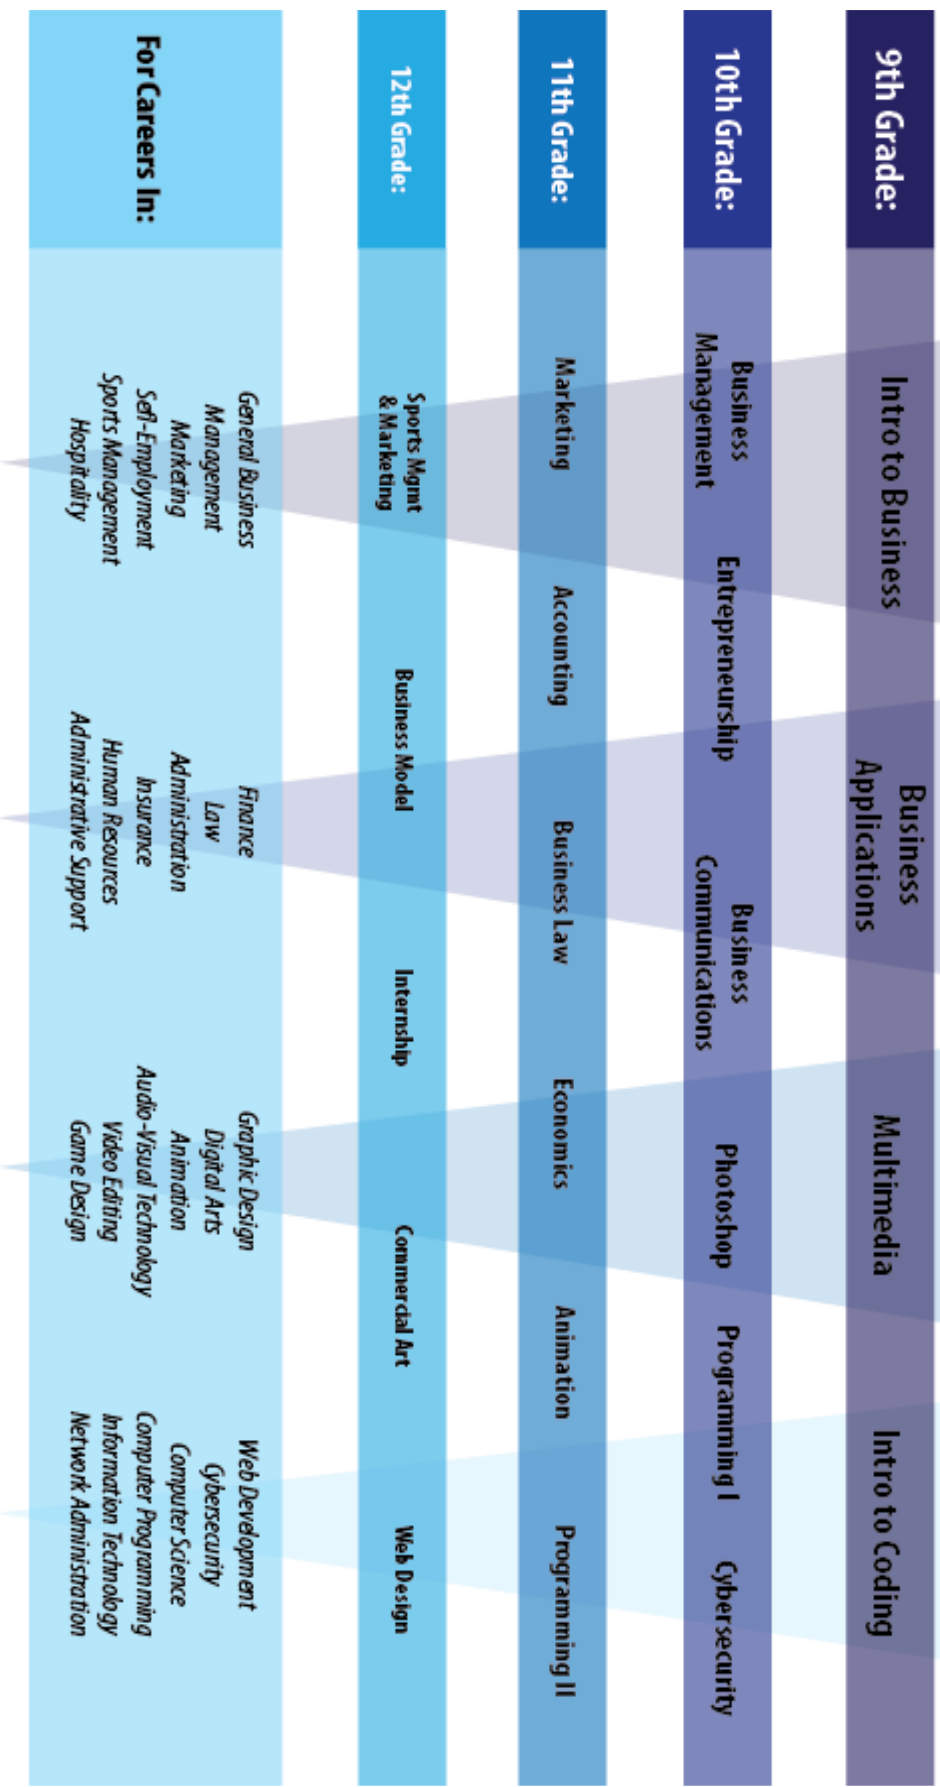 9th Grade:
Intro to Business
Business
Applications
Multimedia
Intro to Coding
10th Grade:
Business
Management
Entrepreneurship
Business
Communications
Photoshop
Programming I
Cybersecurity
11th Grade:
Marketing
Accounting
Business Law
Economics
Animation
Programming II
12th Grade:
Sports Mgmt
& Marketing
Business Model
Internship
Commercial Art
Web Design
For Careers In:
General Business
Management
Marketing
Sefl-Employment
Sports Management
Hospitality
Finance
Law
Administration
Insurance
Human Resources
Administrative Support
Graphic Design
Digital Arts
Animation
Audio-Visual Technology
Video Editing
Game Design
Web Development
Cybersecurity
Computer Science
Computer Programming
Information Technology
Network Administration